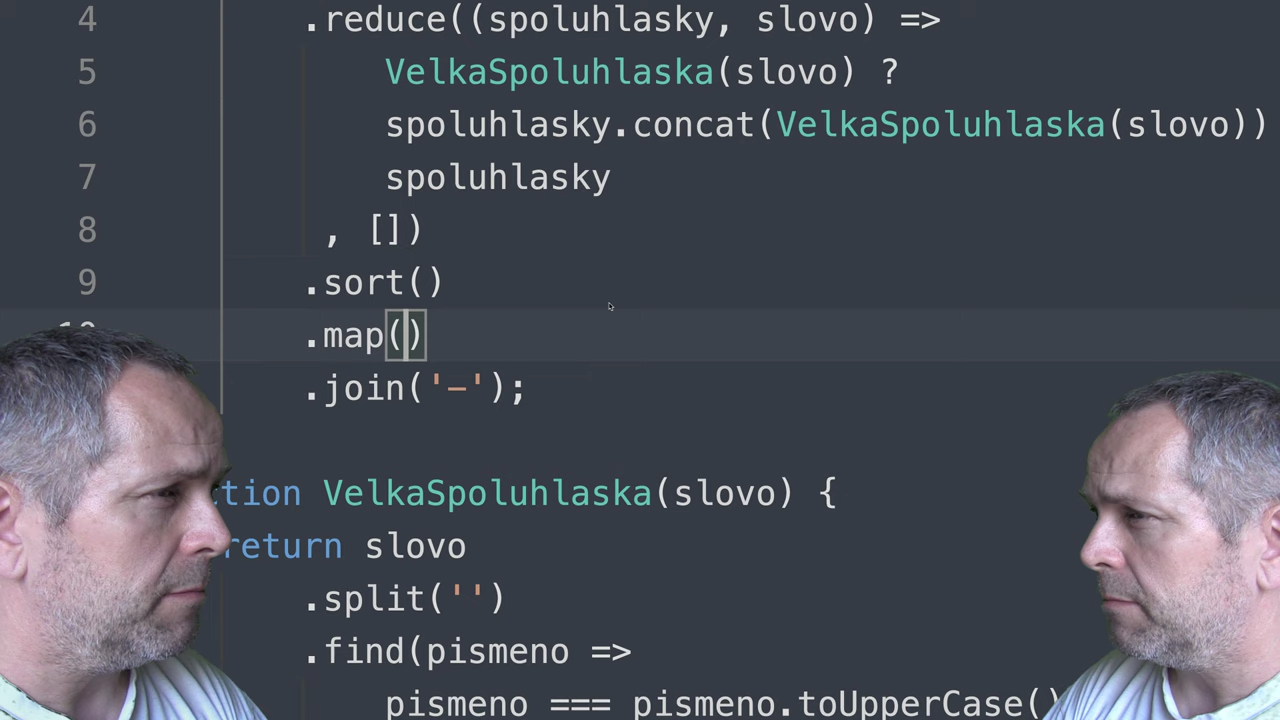 4 .reduce((spoluhlasky, slovo) =>
5 VelkaSpoluhlaska(slovo) ?
6 spoluhlasky.concat(VelkaSpoluhlaska(slovo))
7 spoluhlasky
8 , [])
9 .sort()
.map()
.join('-');
ction VelkaSpoluhlaska(slovo) {
return slovo
.split('')
.find(pismeno =>
pismeno === pismeno.toUpperCase()